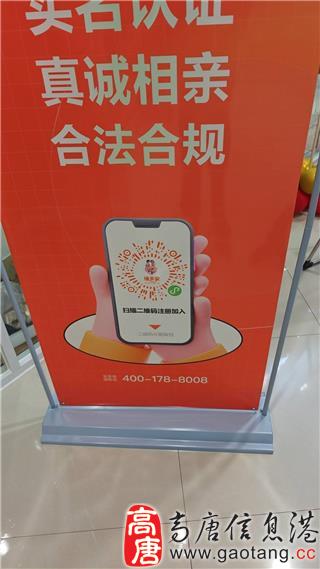 实名认证
真诚相亲
合法合规
扫描二维码注册加入
400-178-8008
高唐
高唐信息港
www.gaotang.cc